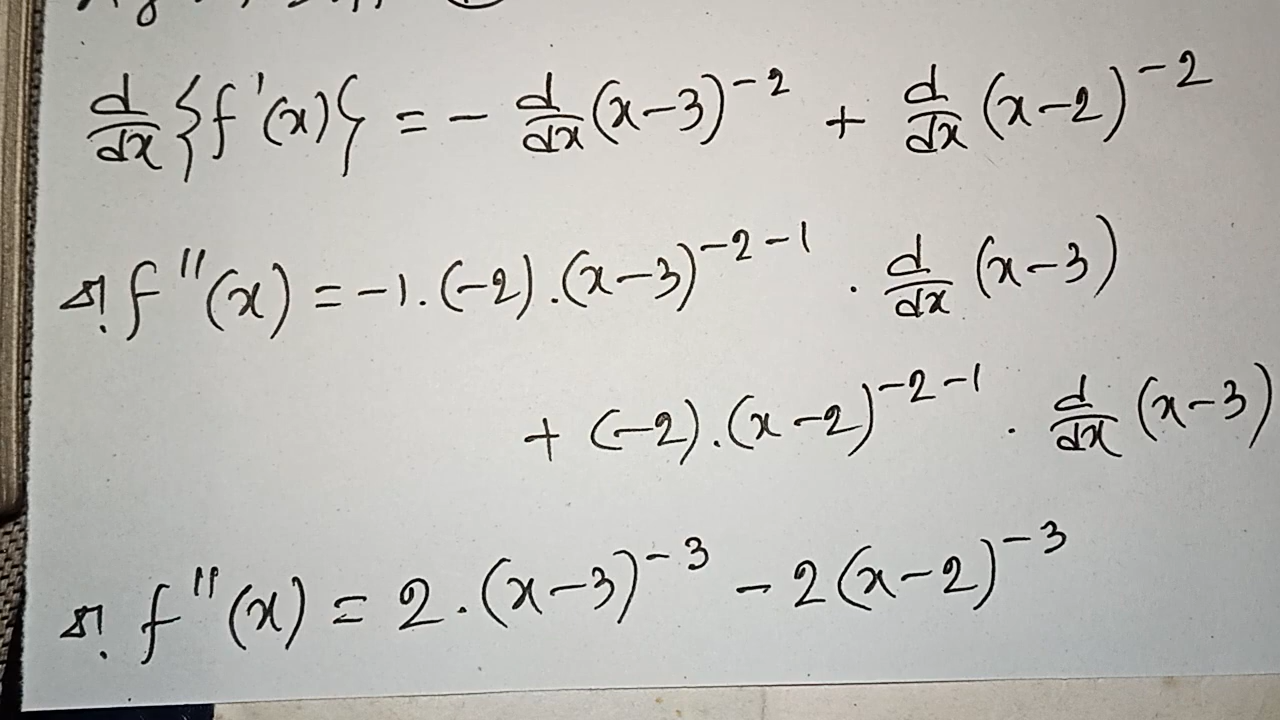 d/dx {f'(x)} = - d/dx (x-3)^-2 + d/dx (x-2)^-2
বা, f''(x) = -1.(-2).(x-3)^-2-1 . d/dx (x-3)
+ (-2).(x-2)^-2-1 . d/dx (x-3)
বা, f''(x) = 2.(x-3)^-3 - 2(x-2)^-3